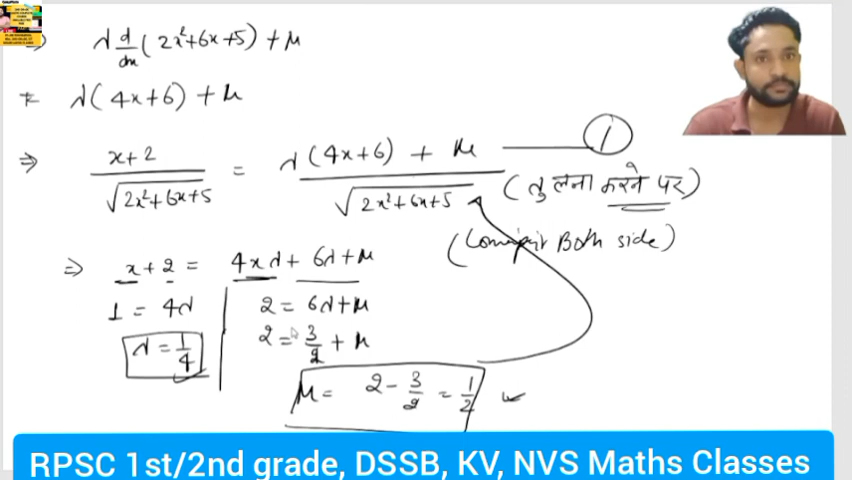 ⇒ λ d/dx (2x²+6x+5) + μ
λ(4x+6) + μ
⇒ x+2 / √2x²+6x+5 = λ(4x+6) + μ / √2x²+6x+5 — ①
(तुलना करने पर)
Both side)
⇒ x+2 = 4xλ + 6λ+μ
1 = 4λ
λ = 1/4
2 = 6λ+μ
2 = 3/2 + μ
μ = 2 - 3/2 = 1/2
RPSC 1st/2nd grade, DSSB, KV, NVS Maths Classes